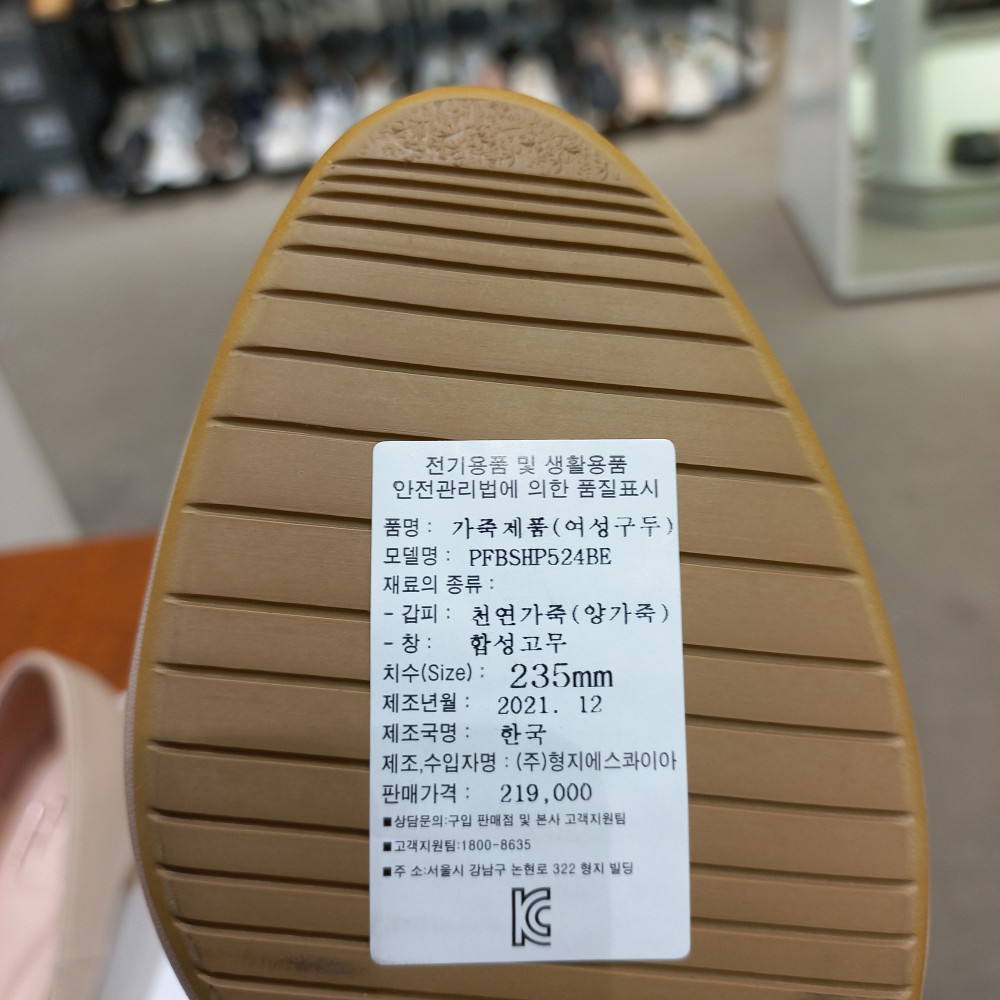 전기용품 및 생활용품
안전관리법에 의한 품질표시
품명 : 가죽제품(여성구두)
모델명 : PFBSHP524BE
재료의 종류 :
- 갑피 : 천연가죽(양가죽)
- 창 : 합성고무
치수(Size) : 235mm
제조년월 : 2021. 12
제조국명 : 한국
제조,수입자명 : (주)형지에스콰이아
판매가격 : 219,000
■상담문의:구입 판매점 및 본사 고객지원팀
■고객지원팀:1800-8635
■주 소:서울시 강남구 논현로 322 형지 빌딩
KC